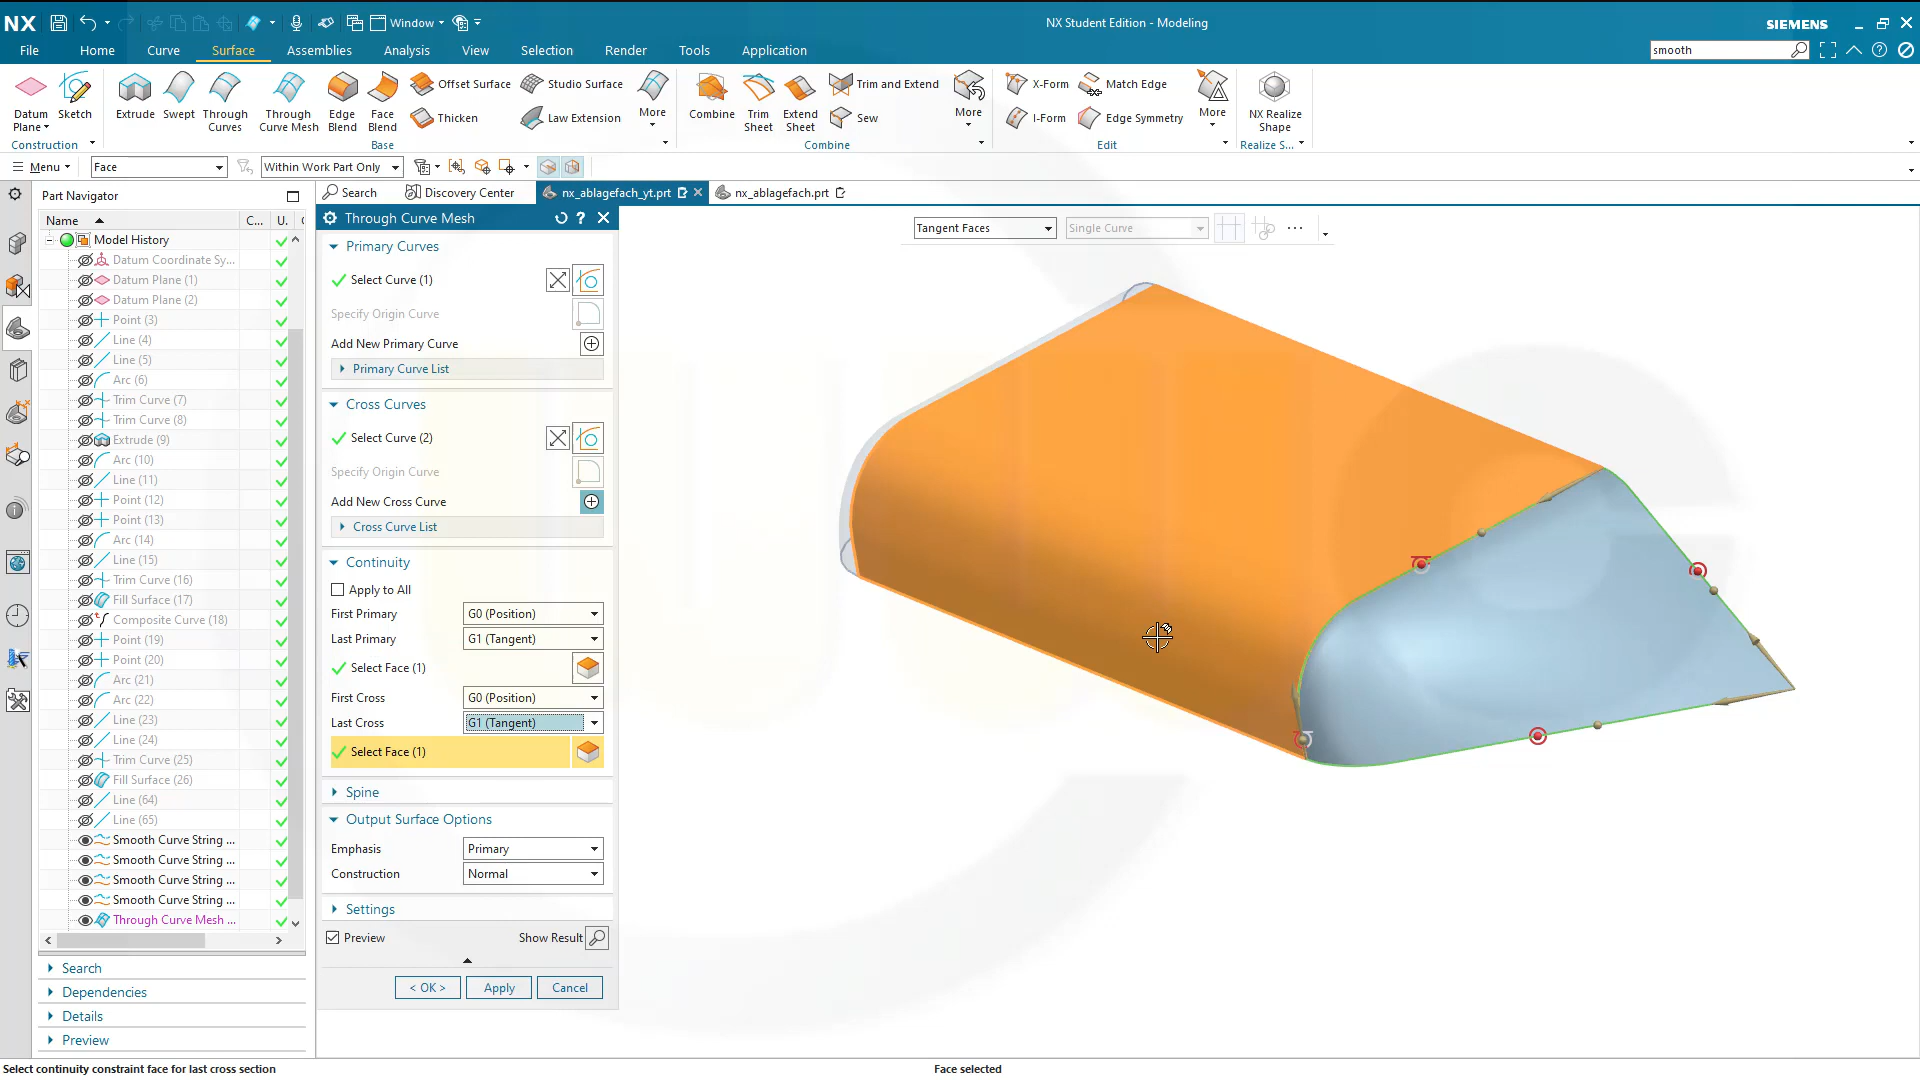 NX
Window
NX Student Edition - Modeling
SIEMENS
File
Home
Curve
Surface
Assemblies
Analysis
View
Selection
Render
Tools
Application
smooth
Datum Plane
Sketch
Extrude
Swept
Through Curves
Through Curve Mesh
Edge Blend
Face Blend
Offset Surface
Thicken
Studio Surface
Law Extension
More
Combine
Trim Sheet
Extend Sheet
Trim and Extend
Sew
More
X-Form
I-Form
Match Edge
Edge Symmetry
More
NX Realize Shape
Construction
Base
Combine
Edit
Realize S...
Menu
Face
Within Work Part Only
Part Navigator
Search
Discovery Center
nx_ablagefach_yt.prt
nx_ablagefach.prt
Name
C...
U.
Model History
Datum Coordinate Sy...
Datum Plane (1)
Datum Plane (2)
Point (3)
Line (4)
Line (5)
Arc (6)
Trim Curve (7)
Trim Curve (8)
Extrude (9)
Arc (10)
Line (11)
Point (12)
Point (13)
Arc (14)
Line (15)
Trim Curve (16)
Fill Surface (17)
Composite Curve (18)
Point (19)
Point (20)
Arc (21)
Arc (22)
Line (23)
Line (24)
Trim Curve (25)
Fill Surface (26)
Line (64)
Line (65)
Smooth Curve String ...
Smooth Curve String ...
Smooth Curve String ...
Smooth Curve String ...
Through Curve Mesh ...
Search
Dependencies
Details
Preview
Through Curve Mesh
Primary Curves
Select Curve (1)
Specify Origin Curve
Add New Primary Curve
Primary Curve List
Cross Curves
Select Curve (2)
Specify Origin Curve
Add New Cross Curve
Cross Curve List
Continuity
Apply to All
First Primary G0 (Position)
Last Primary G1 (Tangent)
Select Face (1)
First Cross G0 (Position)
Last Cross G1 (Tangent)
Select Face (1)
Spine
Output Surface Options
Emphasis Primary
Construction Normal
Settings
Preview Show Result
< OK > Apply Cancel
Tangent Faces
Single Curve
Select continuity constraint face for last cross section
Face selected